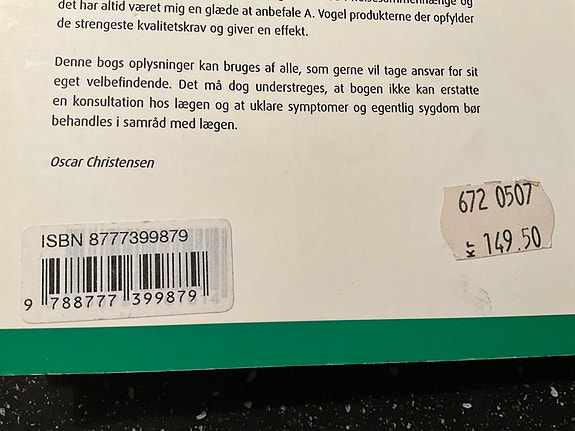 det har altid været mig en glæde at anbefale A. Vogel produkterne der opfylder
de strengeste kvalitetskrav og giver en effekt.
Denne bogs oplysninger kan bruges af alle, som gerne vil tage ansvar for sit
eget velbefindende. Det må dog understreges, at bogen ikke kan erstatte
en konsultation hos lægen og at uklare symptomer og egentlig sygdom bør
behandles i samråd med lægen.
Oscar Christensen
672 0507
kr 149.50
ISBN 8777399879
9 788777 399879